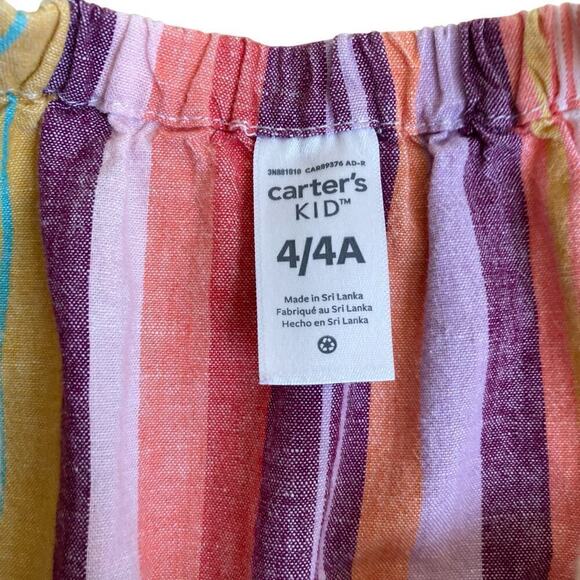 3N881010 CAR89376 AD-R
carter's
KID™
4/4A
Made in Sri Lanka
Fabriqué au Sri Lanka
Hecho en Sri Lanka